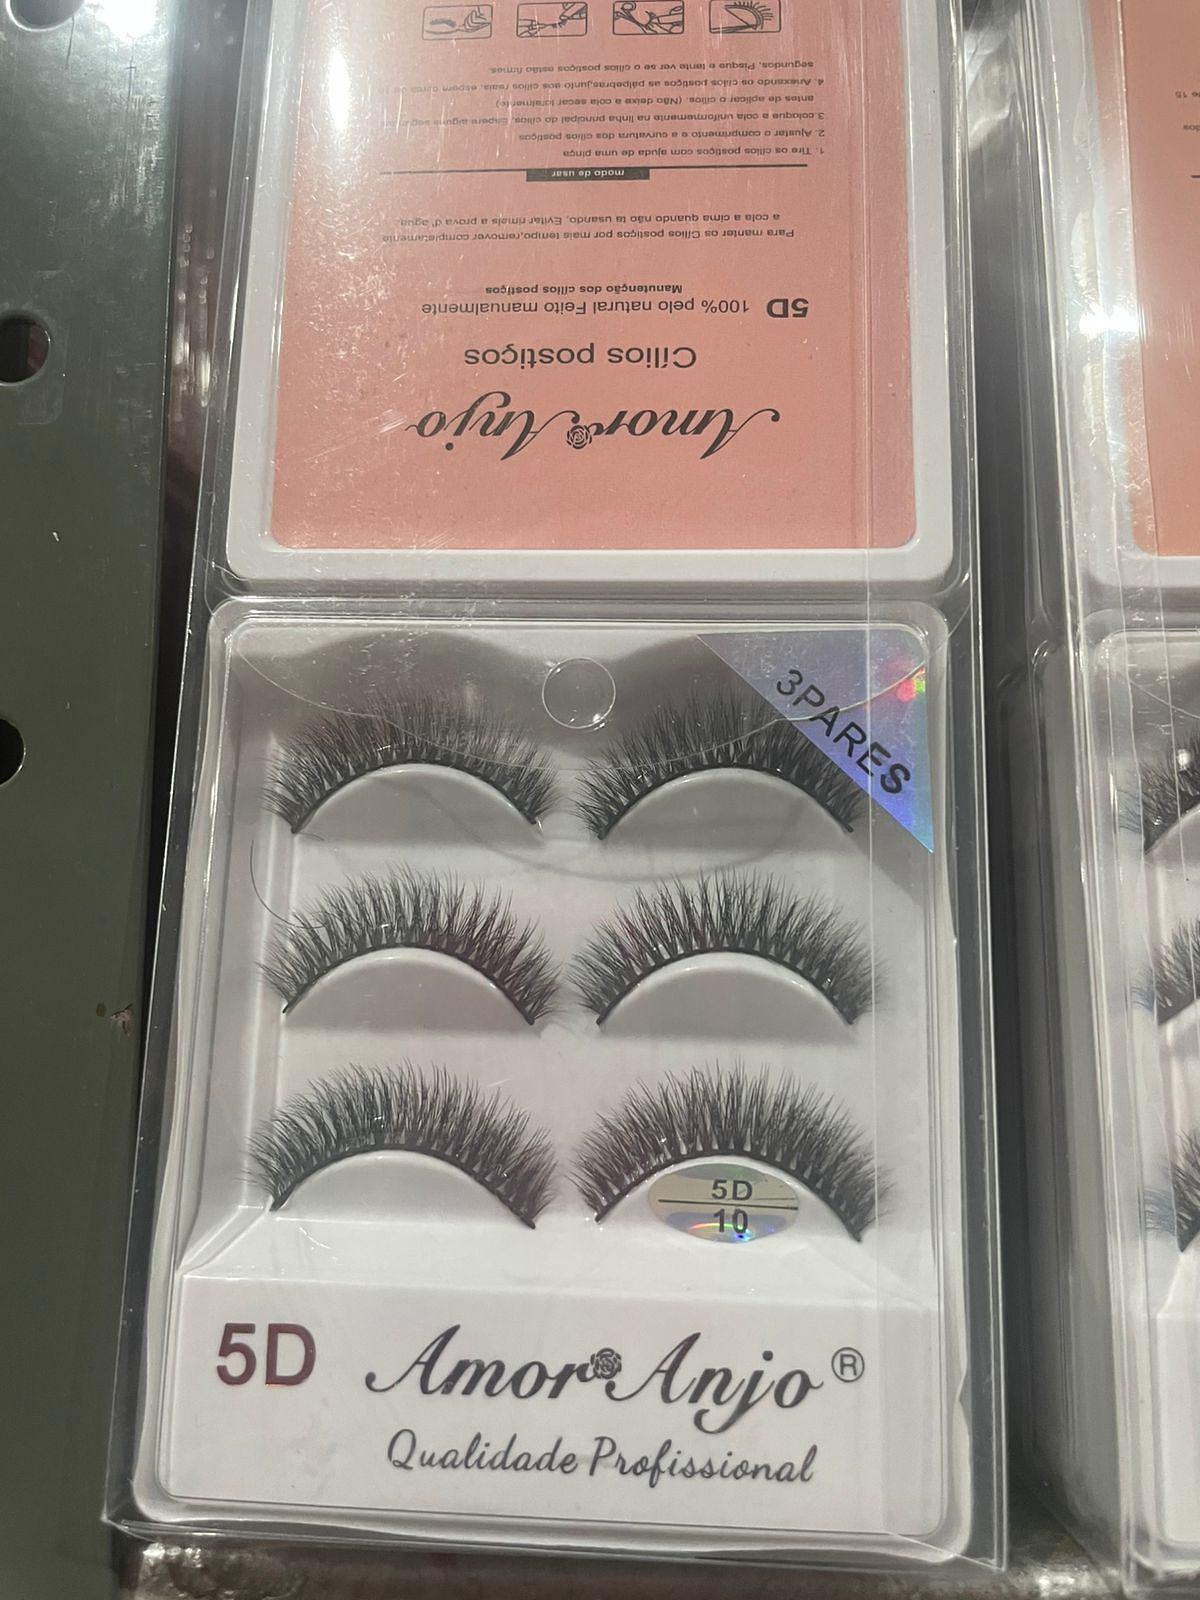 Amor Anjo
Cílios postiços
5D 100% pelo natural Feito manualmente
Manutenção dos cílios postiços
Para manter os Cílios postiços por mais tempo,remover completamente
a cola a cima quando não ta usando, Evitar rimais a prova d'agua.
modo de usar
1. Tire os cílios postiços com ajuda de uma pinça
2. Ajustar o comprimento e a curvatura dos cílios postiços
3.coloque a cola uniformemente na linha principal do cílios, Espere alguns
antes de aplicar o cílios. (Não deixe a cola secar totalmente)
4. Anexando os cílios postiços as pálpebras,junto aos cílios reais, espem
segundos, Pisque e tente ver se o cílios postiços estão firmes
3PARES
5D
10
5D Amor Anjo ®
Qualidade Profissional